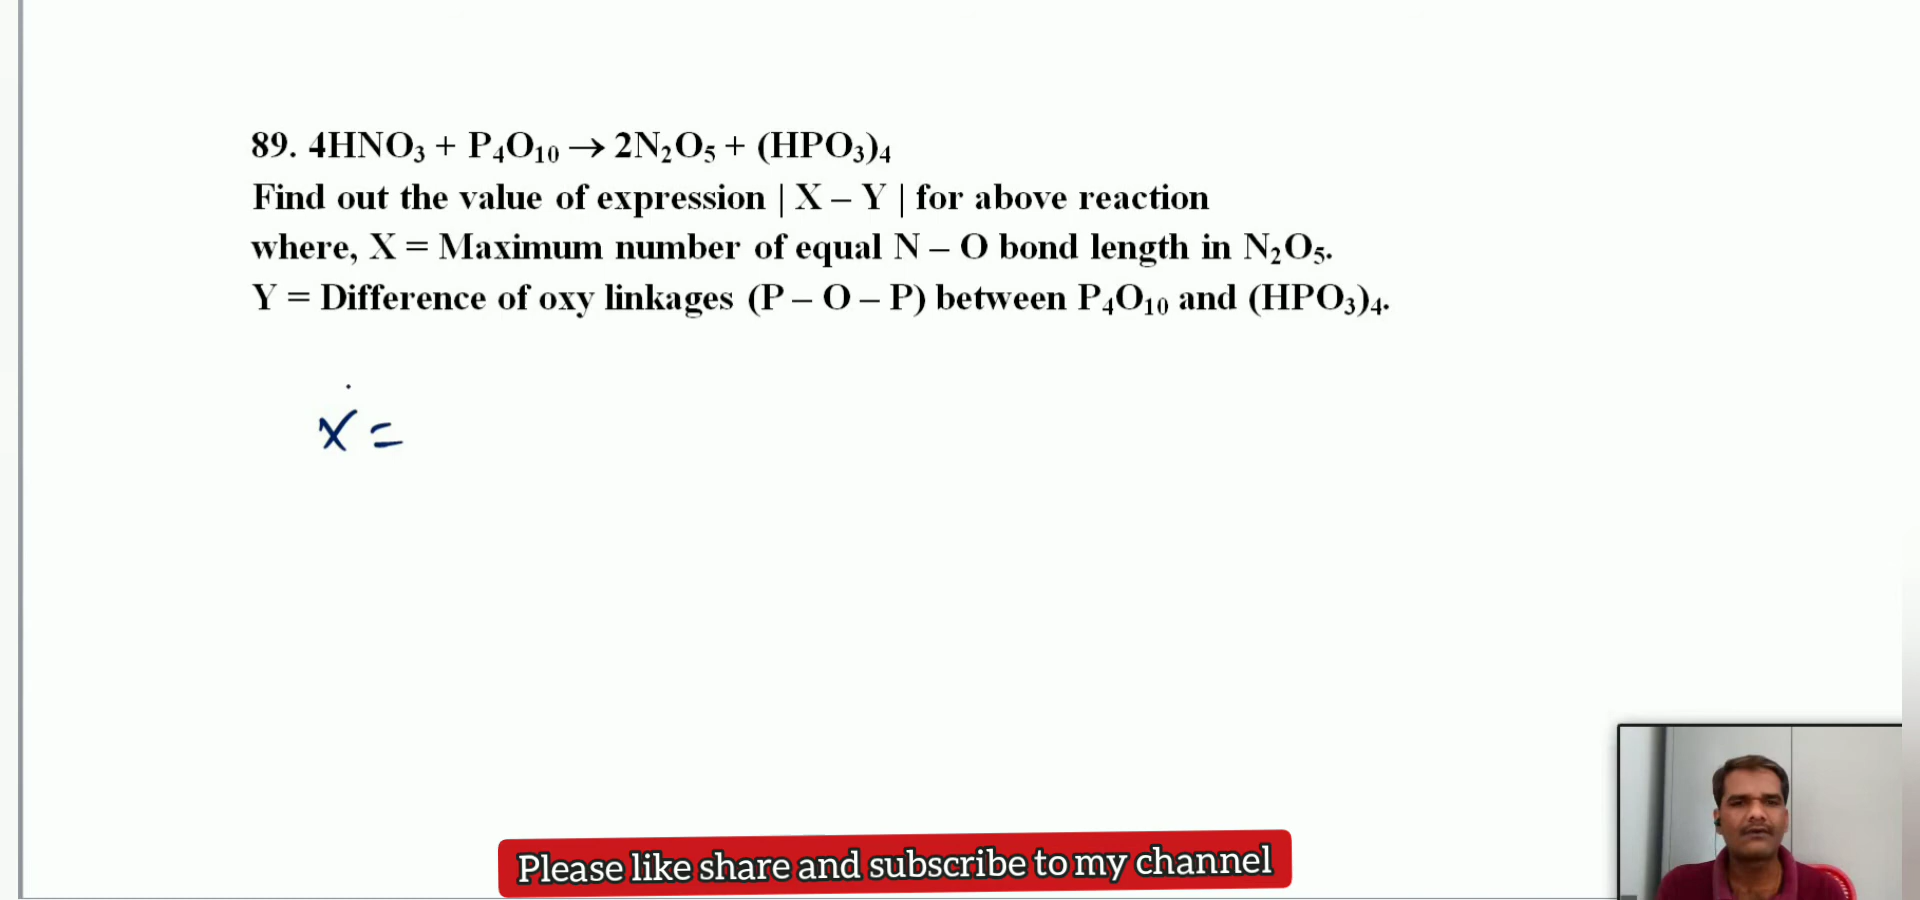 89. 4HNO₃ + P₄O₁₀ → 2N₂O₅ + (HPO₃)₄
Find out the value of expression | X – Y | for above reaction
where, X = Maximum number of equal N – O bond length in N₂O₅.
Y = Difference of oxy linkages (P – O – P) between P₄O₁₀ and (HPO₃)₄.
X =
Please like share and subscribe to my channel